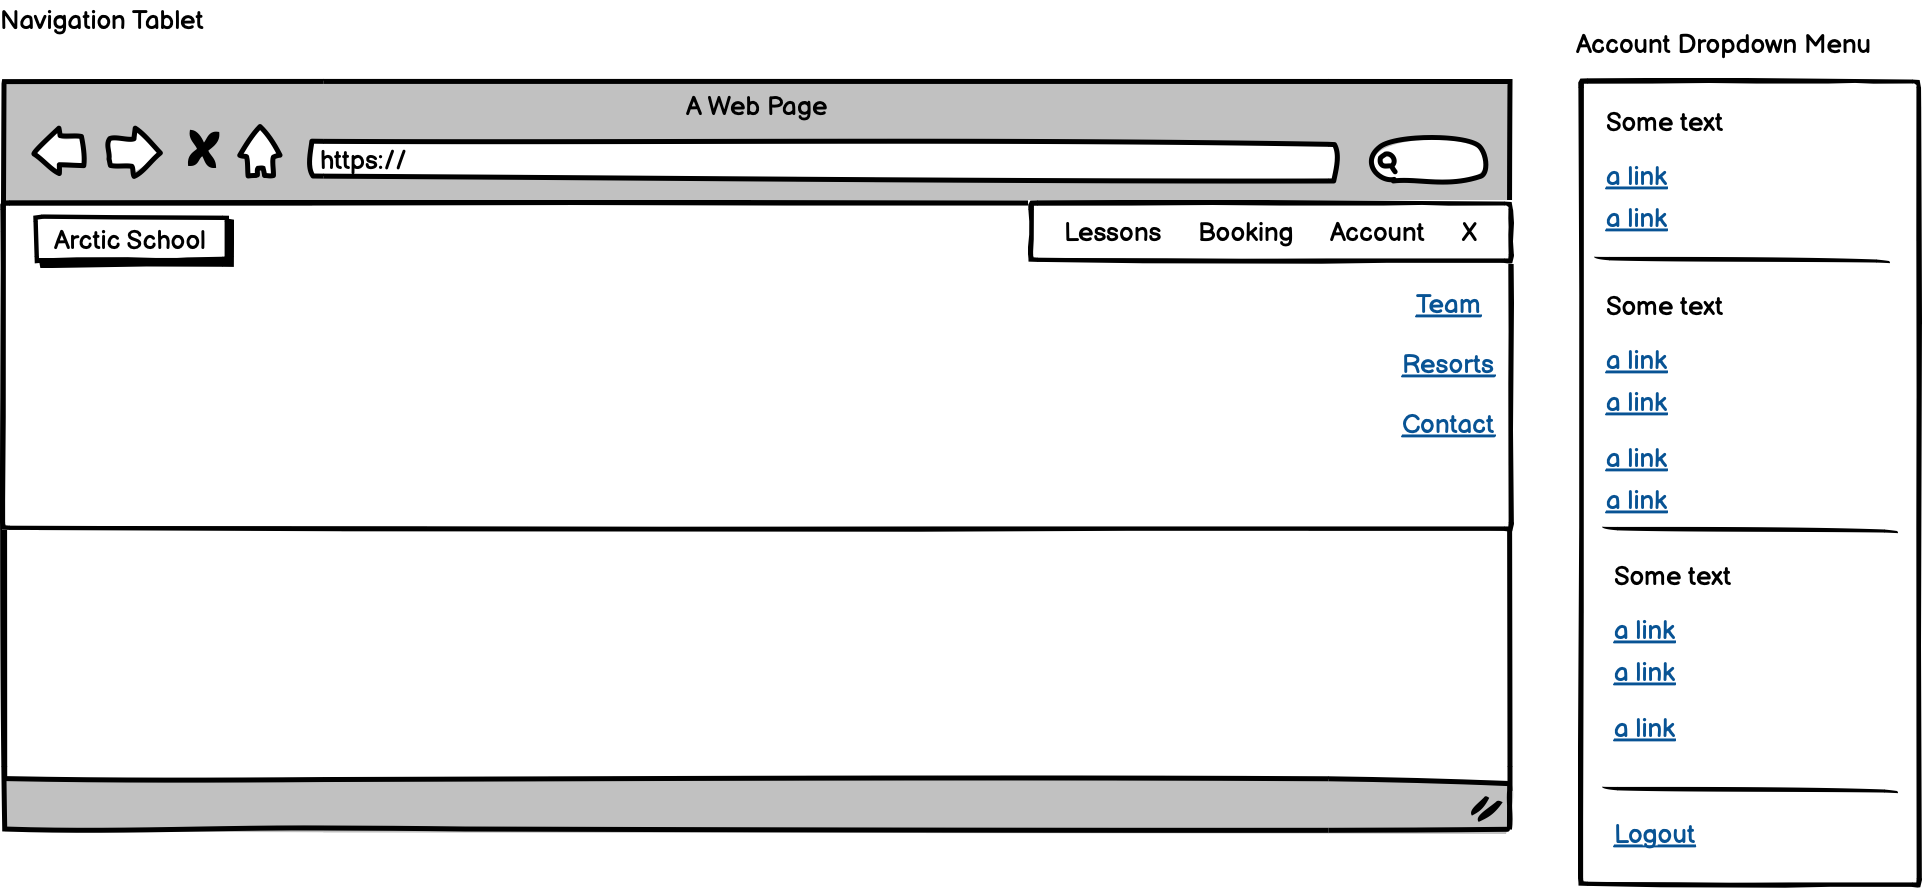 Navigation Tablet
A Web Page
https://
Arctic School
Lessons Booking Account X
Team
Resorts
Contact
Account Dropdown Menu
Some text
a link
a link
Some text
a link
a link
a link
a link
Some text
a link
a link
a link
Logout